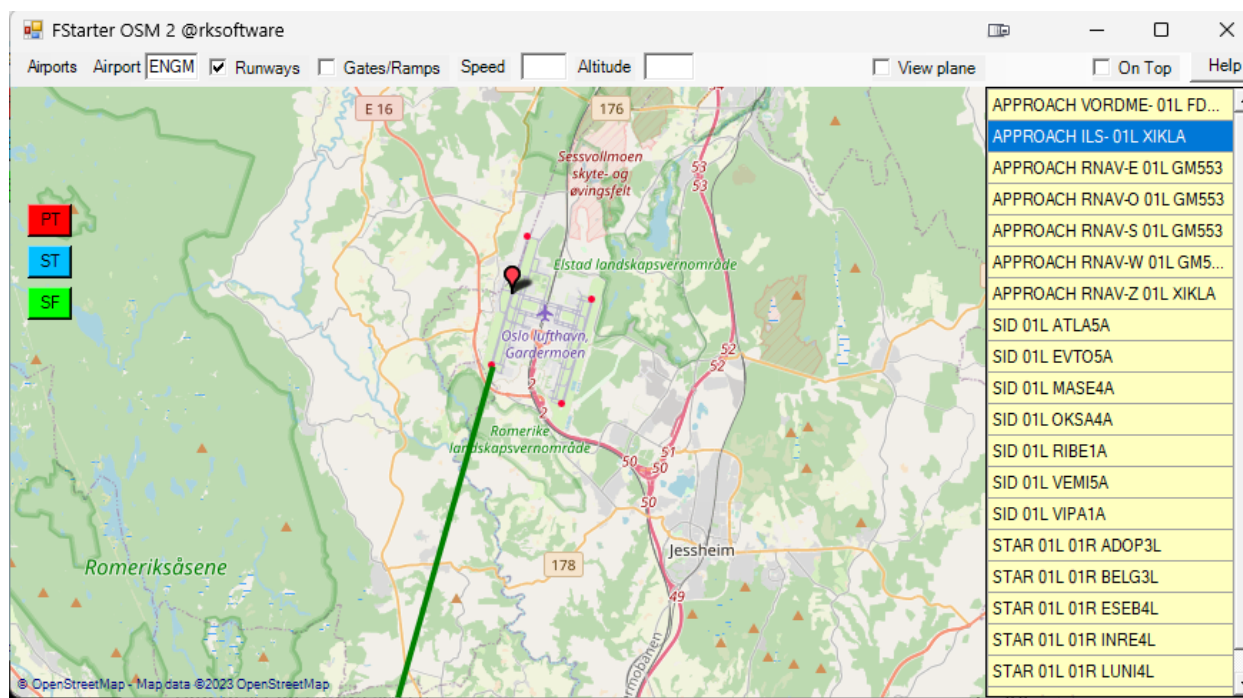 FStarter OSM 2 @rksoftware
Airports Airport ENGM Runways Gates/Ramps Speed Altitude View plane On Top Help
E 16
176
Sessvollmoen
skyte- og
øvingsfelt
53
53
PT
ST
SF
Elstad landskapsvernområde
Oslo lufthavn,
Gardermoen
52
52
2
2
Romerike
landskapsvernområde
51
50
50
50
Jessheim
178
Romeriksåsene
49
© OpenStreetMap - Map data ©2023 OpenStreetMap
APPROACH VORDME- 01L FD...
APPROACH ILS- 01L XIKLA
APPROACH RNAV-E 01L GM553
APPROACH RNAV-O 01L GM553
APPROACH RNAV-S 01L GM553
APPROACH RNAV-W 01L GM5...
APPROACH RNAV-Z 01L XIKLA
SID 01L ATLA5A
SID 01L EVTO5A
SID 01L MASE4A
SID 01L OKSA4A
SID 01L RIBE1A
SID 01L VEMI5A
SID 01L VIPA1A
STAR 01L 01R ADOP3L
STAR 01L 01R BELG3L
STAR 01L 01R ESEB4L
STAR 01L 01R INRE4L
STAR 01L 01R LUNI4L